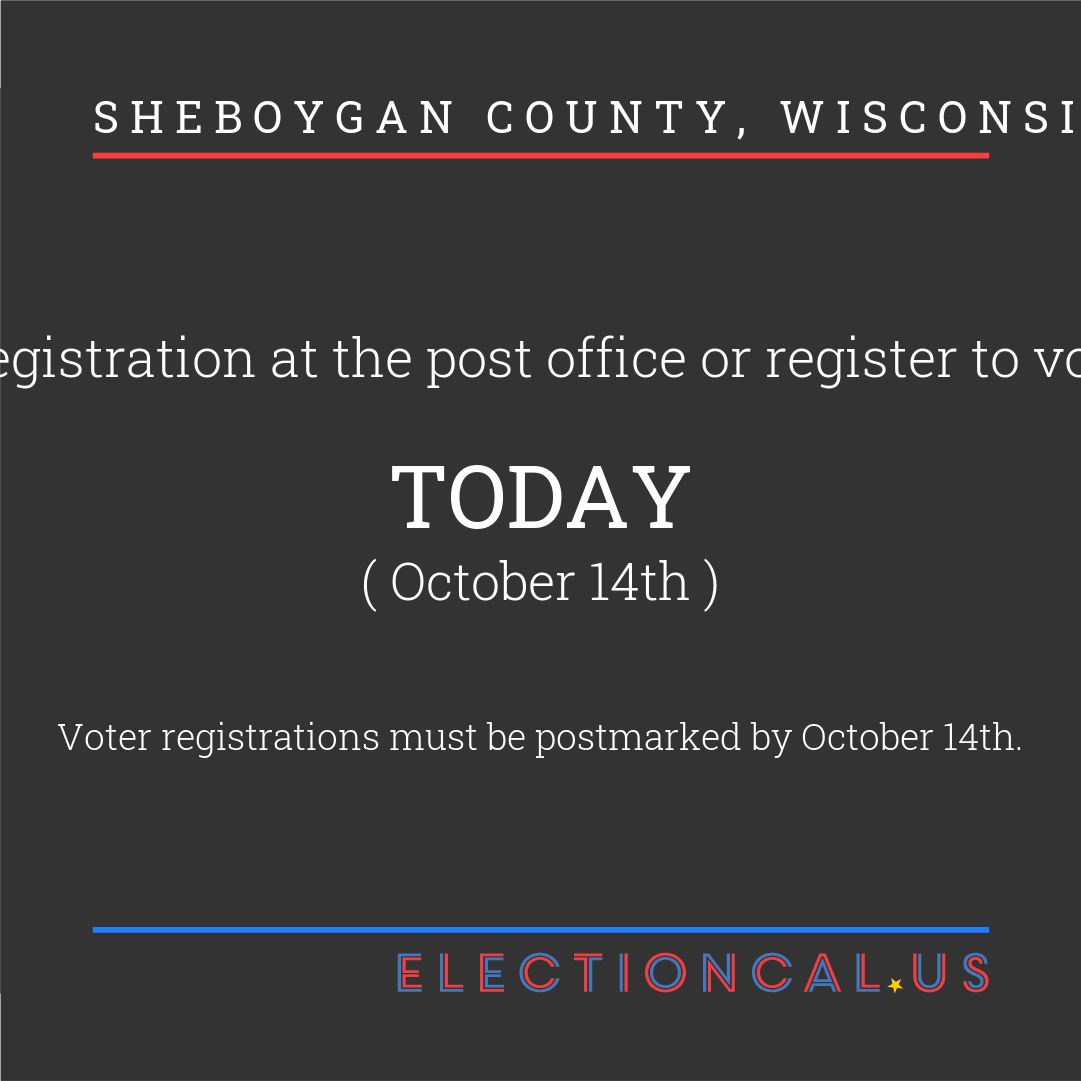 SHEBOYGAN COUNTY, WISCONSI
egistration at the post office or register to vo
TODAY
( October 14th )
Voter registrations must be postmarked by October 14th.
ELECTIONCAL.US